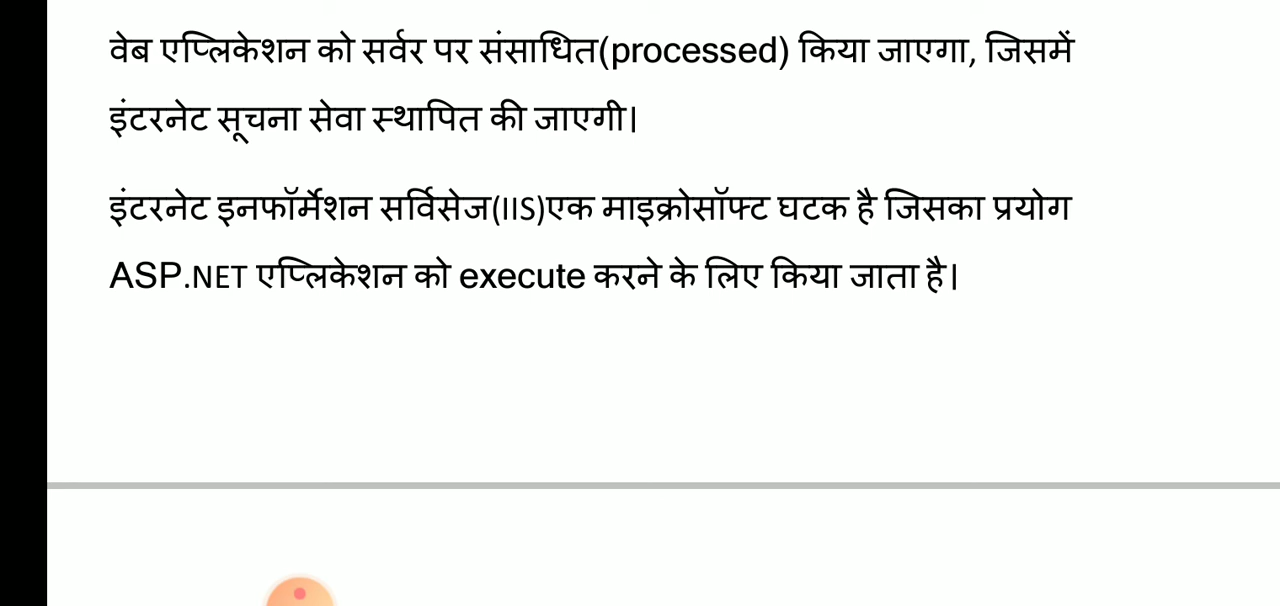 वेब एप्लिकेशन को सर्वर पर संसाधित(processed) किया जाएगा, जिसमें
इंटरनेट सूचना सेवा स्थापित की जाएगी।
इंटरनेट इनफॉर्मेशन सर्विसेज(IIS)एक माइक्रोसॉफ्ट घटक है जिसका प्रयोग
ASP.NET एप्लिकेशन को execute करने के लिए किया जाता है।